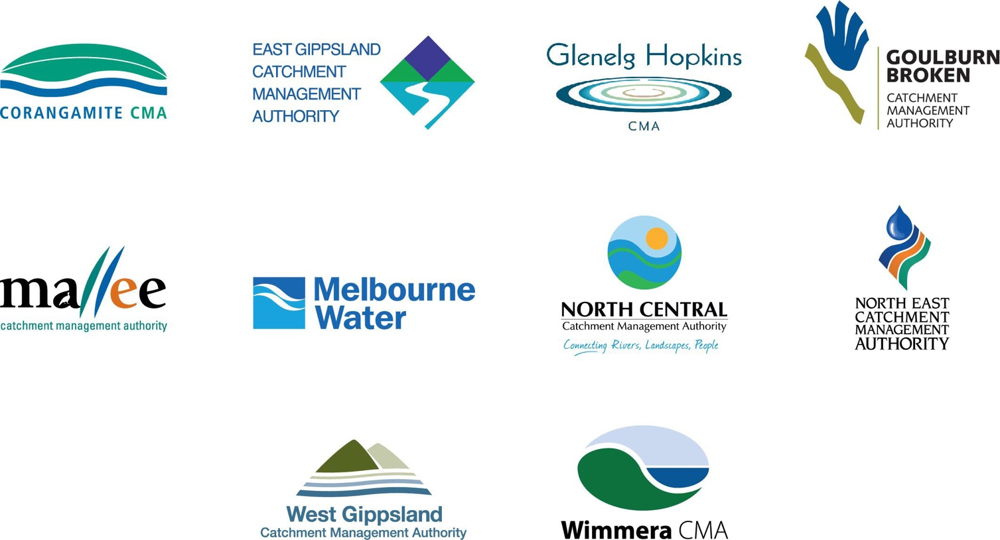 CORANGAMITE CMA
EAST GIPPSLAND
CATCHMENT
MANAGEMENT
AUTHORITY
Glenelg Hopkins
CMA
GOULBURN
BROKEN
CATCHMENT
MANAGEMENT
AUTHORITY
mallee
catchment management authority
Melbourne
Water
NORTH CENTRAL
Catchment Management Authority
Connecting Rivers, Landscapes, People
NORTH EAST
CATCHMENT
MANAGEMENT
AUTHORITY
West Gippsland
Catchment Management Authority
Wimmera CMA